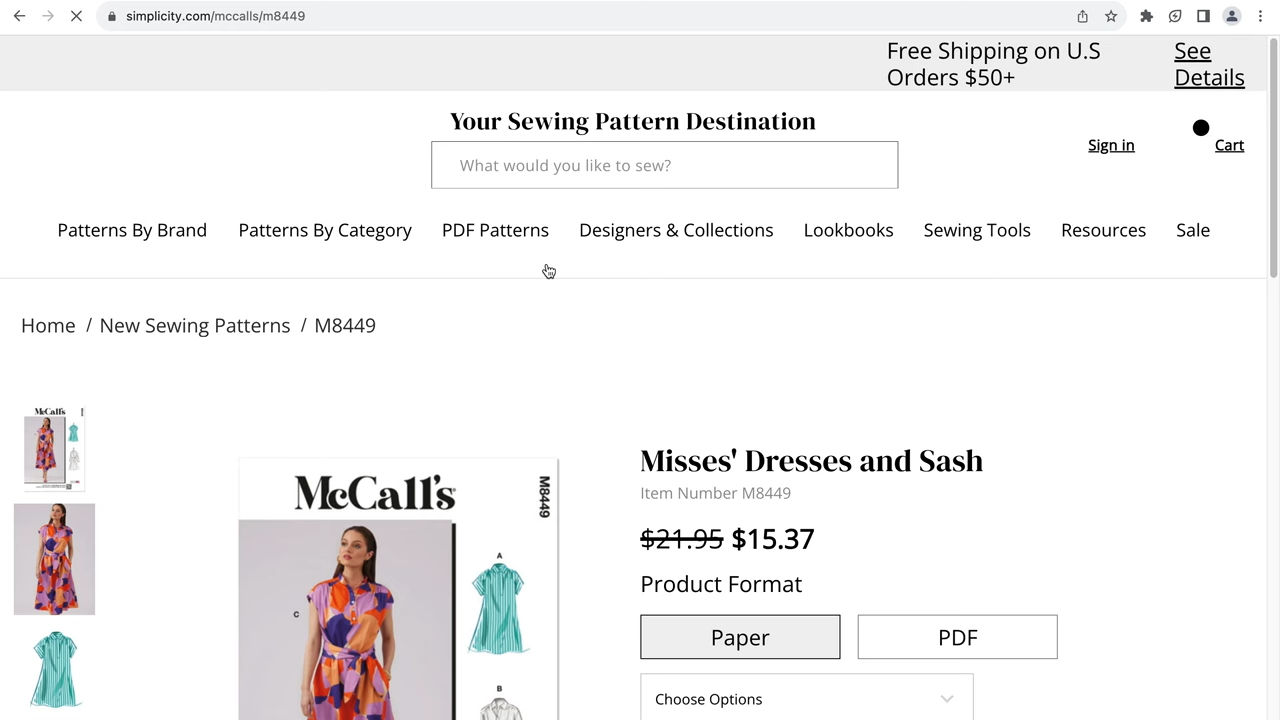 simplicity.com/mccalls/m8449
Free Shipping on U.S
Orders $50+
See
Details
Your Sewing Pattern Destination
What would you like to sew?
Sign in
Cart
Patterns By Brand
Patterns By Category
PDF Patterns
Designers & Collections
Lookbooks
Sewing Tools
Resources
Sale
Home / New Sewing Patterns / M8449
McCall's
McCall's
M8449
A
C
B
Misses' Dresses and Sash
Item Number M8449
$21.95 $15.37
Product Format
Paper
PDF
Choose Options